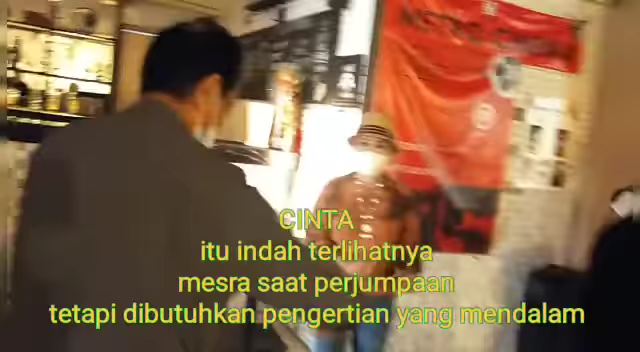 CINTA
itu indah terlihatnya
mesra saat perjumpaan
tetapi dibutuhkan pengertian yang mendalam